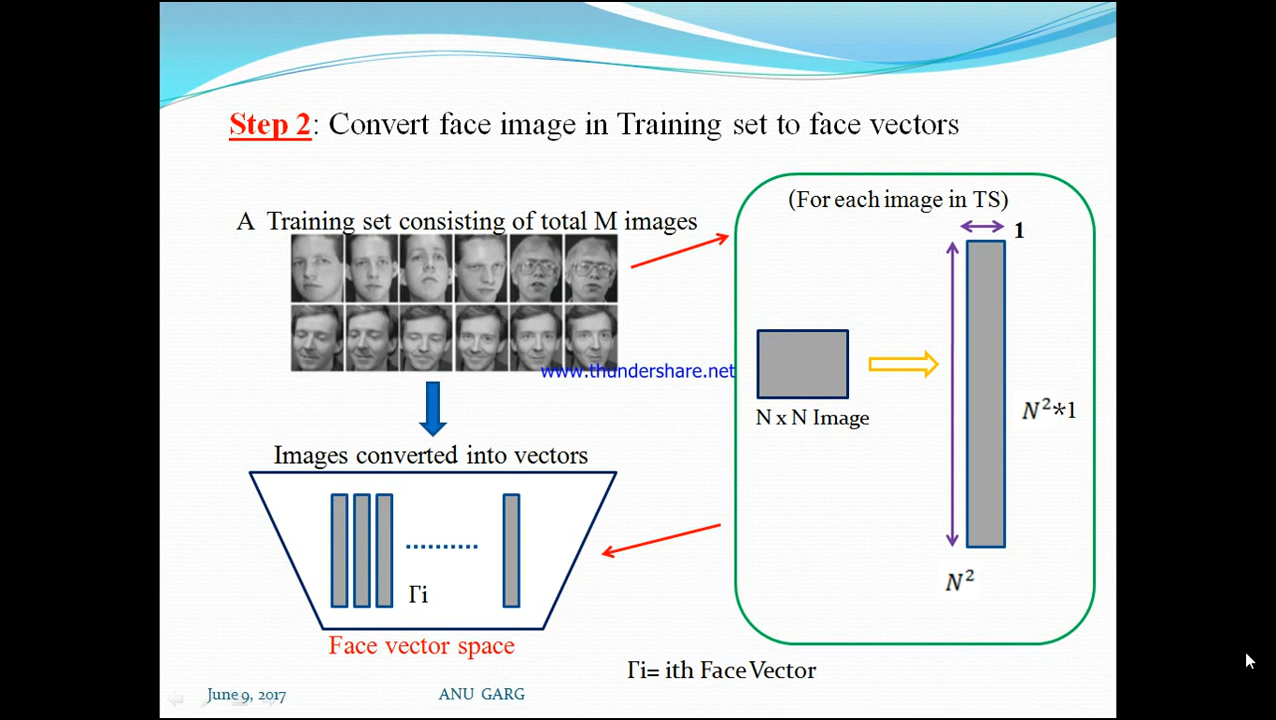 Step 2: Convert face image in Training set to face vectors
A Training set consisting of total M images
www.thundershare.net
Images converted into vectors
Γi
Face vector space
(For each image in TS)
1
N x N Image
N²*1
N²
Γi= ith Face Vector
June 9, 2017
ANU GARG